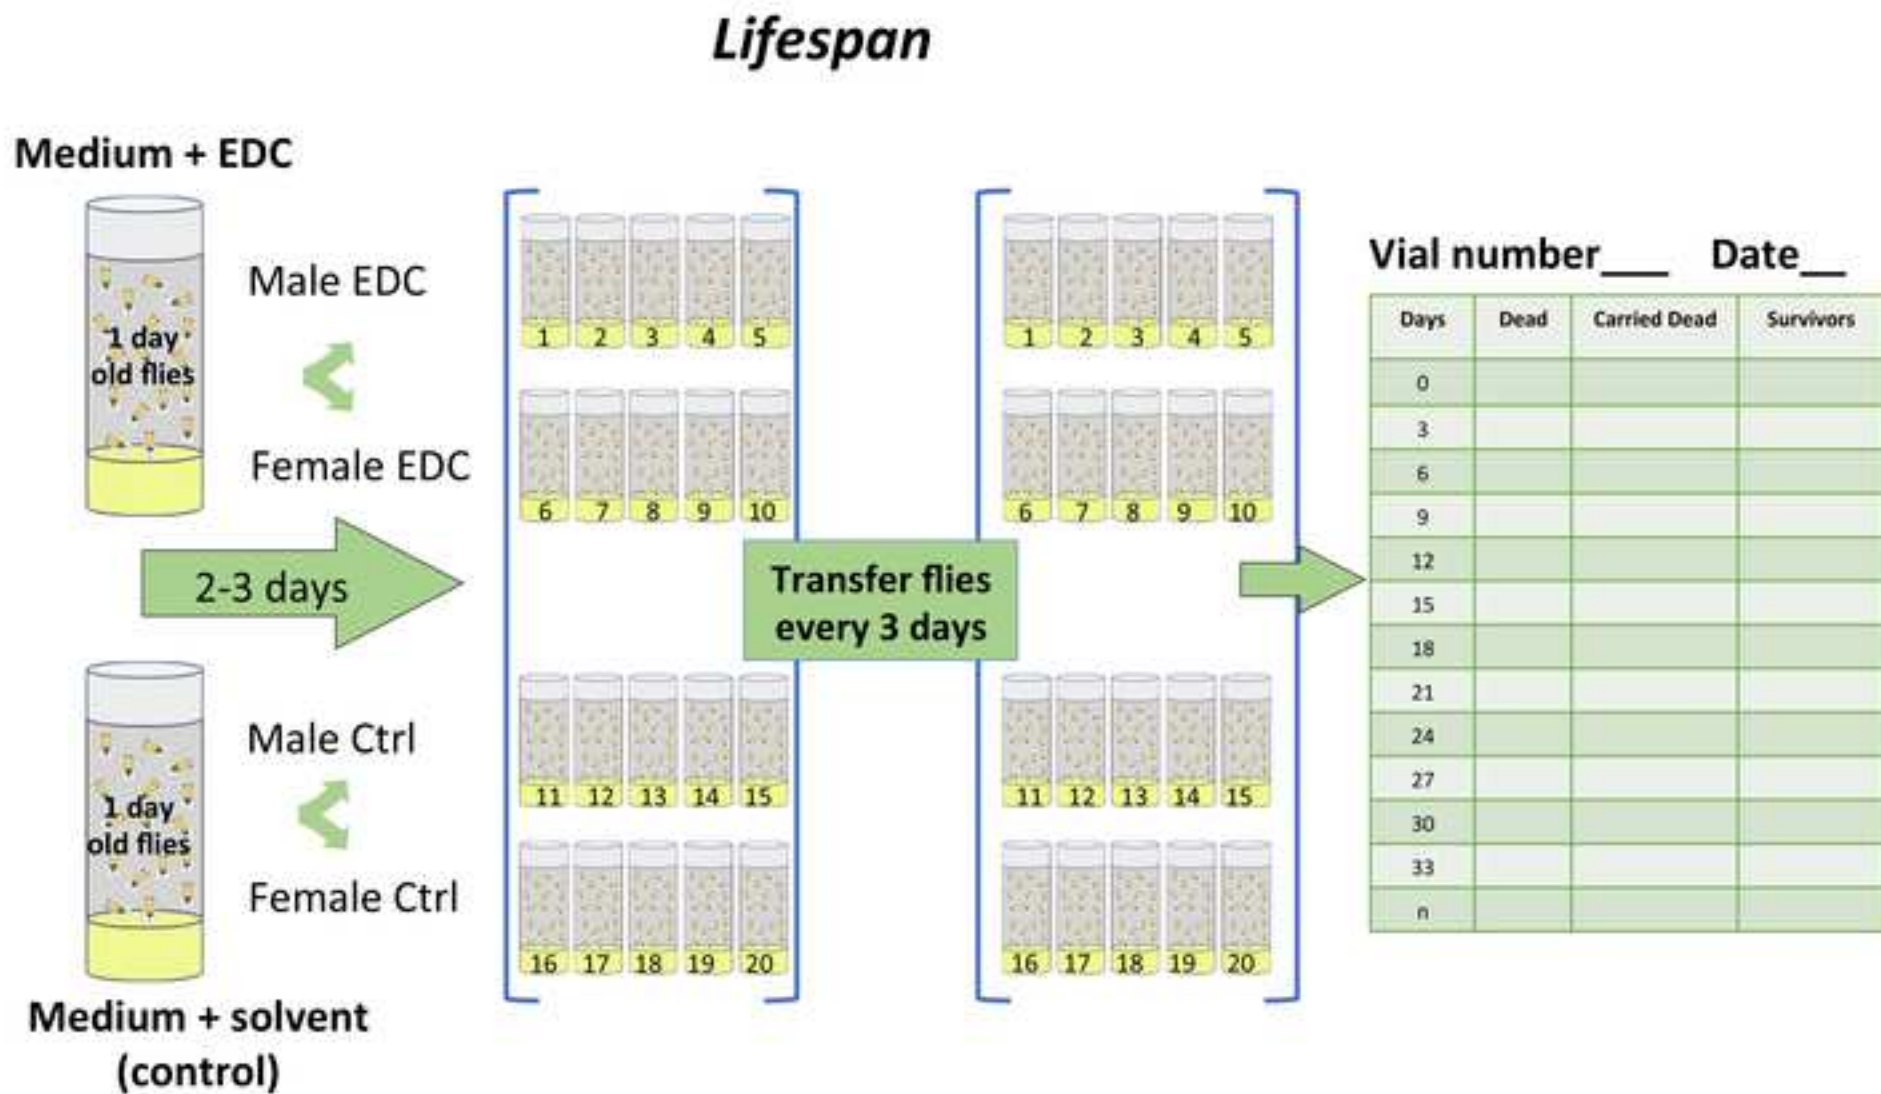 Lifespan
Medium + EDC
1 day
old flies
Male EDC
Female EDC
2-3 days
1 day
old flies
Male Ctrl
Female Ctrl
Medium + solvent
(control)
1 2 3 4 5
6 7 8 9 10
11 12 13 14 15
16 17 18 19 20
Transfer flies
every 3 days
1 2 3 4 5
6 7 8 9 10
11 12 13 14 15
16 17 18 19 20
Vial number___ Date__
Days Dead Carried Dead Survivors
0
3
6
9
12
15
18
21
24
27
30
33
n